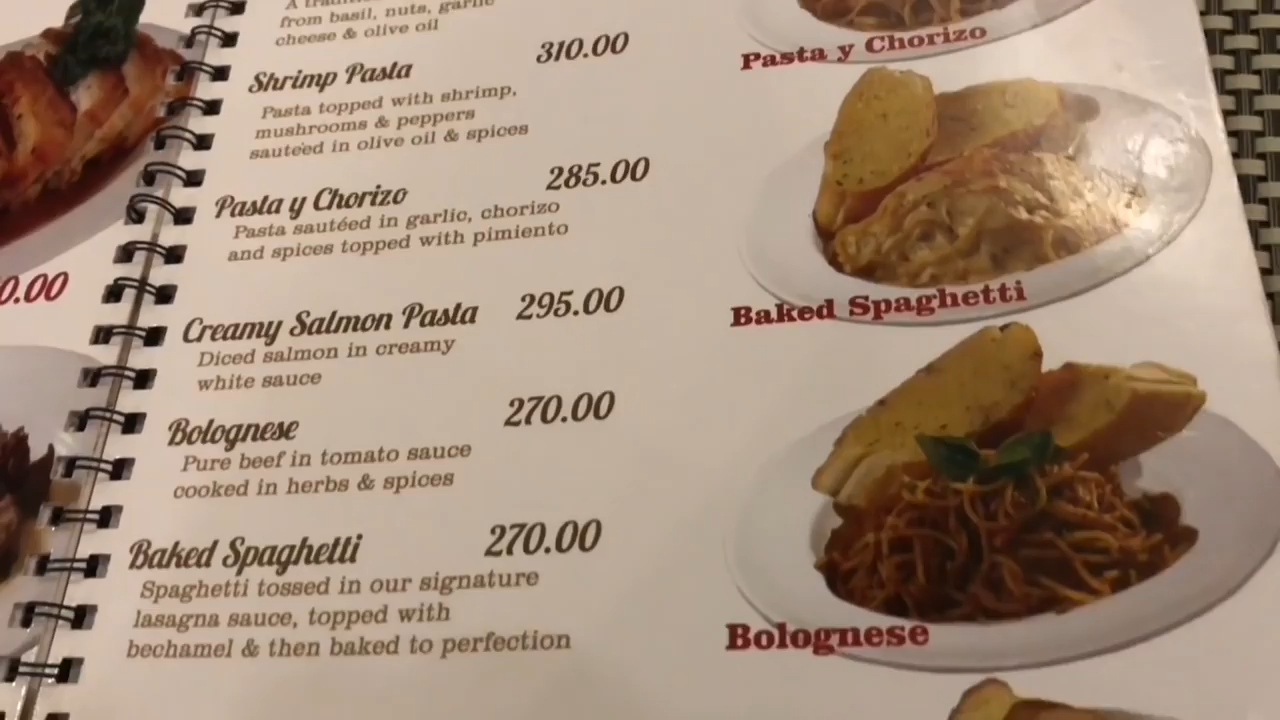 from basil, nuts, garlic
cheese & olive oil
Shrimp Pasta 310.00
Pasta topped with shrimp,
mushrooms & peppers
sauteéd in olive oil & spices
Pasta y Chorizo 285.00
Pasta sautéed in garlic, chorizo
and spices topped with pimiento
Creamy Salmon Pasta 295.00
Diced salmon in creamy
white sauce
Bolognese 270.00
Pure beef in tomato sauce
cooked in herbs & spices
Baked Spaghetti 270.00
Spaghetti tossed in our signature
lasagna sauce, topped with
bechamel & then baked to perfection
Pasta y Chorizo
Baked Spaghetti
Bolognese
0.00